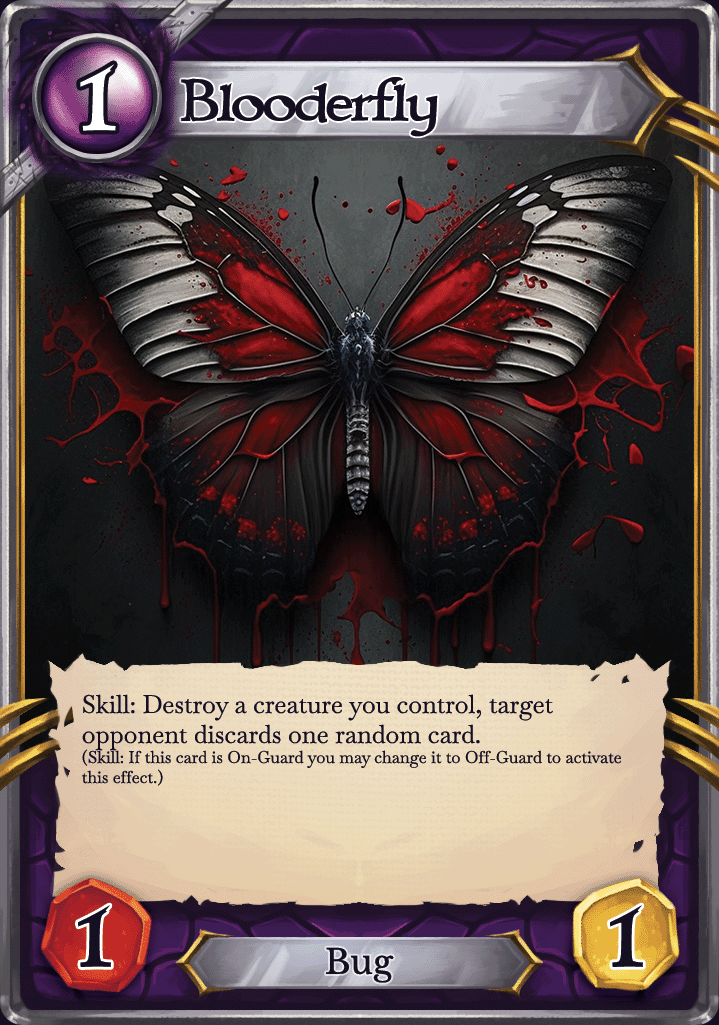 1
Blooderfly
Skill: Destroy a creature you control, target
opponent discards one random card.
(Skill: If this card is On-Guard you may change it to Off-Guard to activate
this effect.)
1
1
Bug